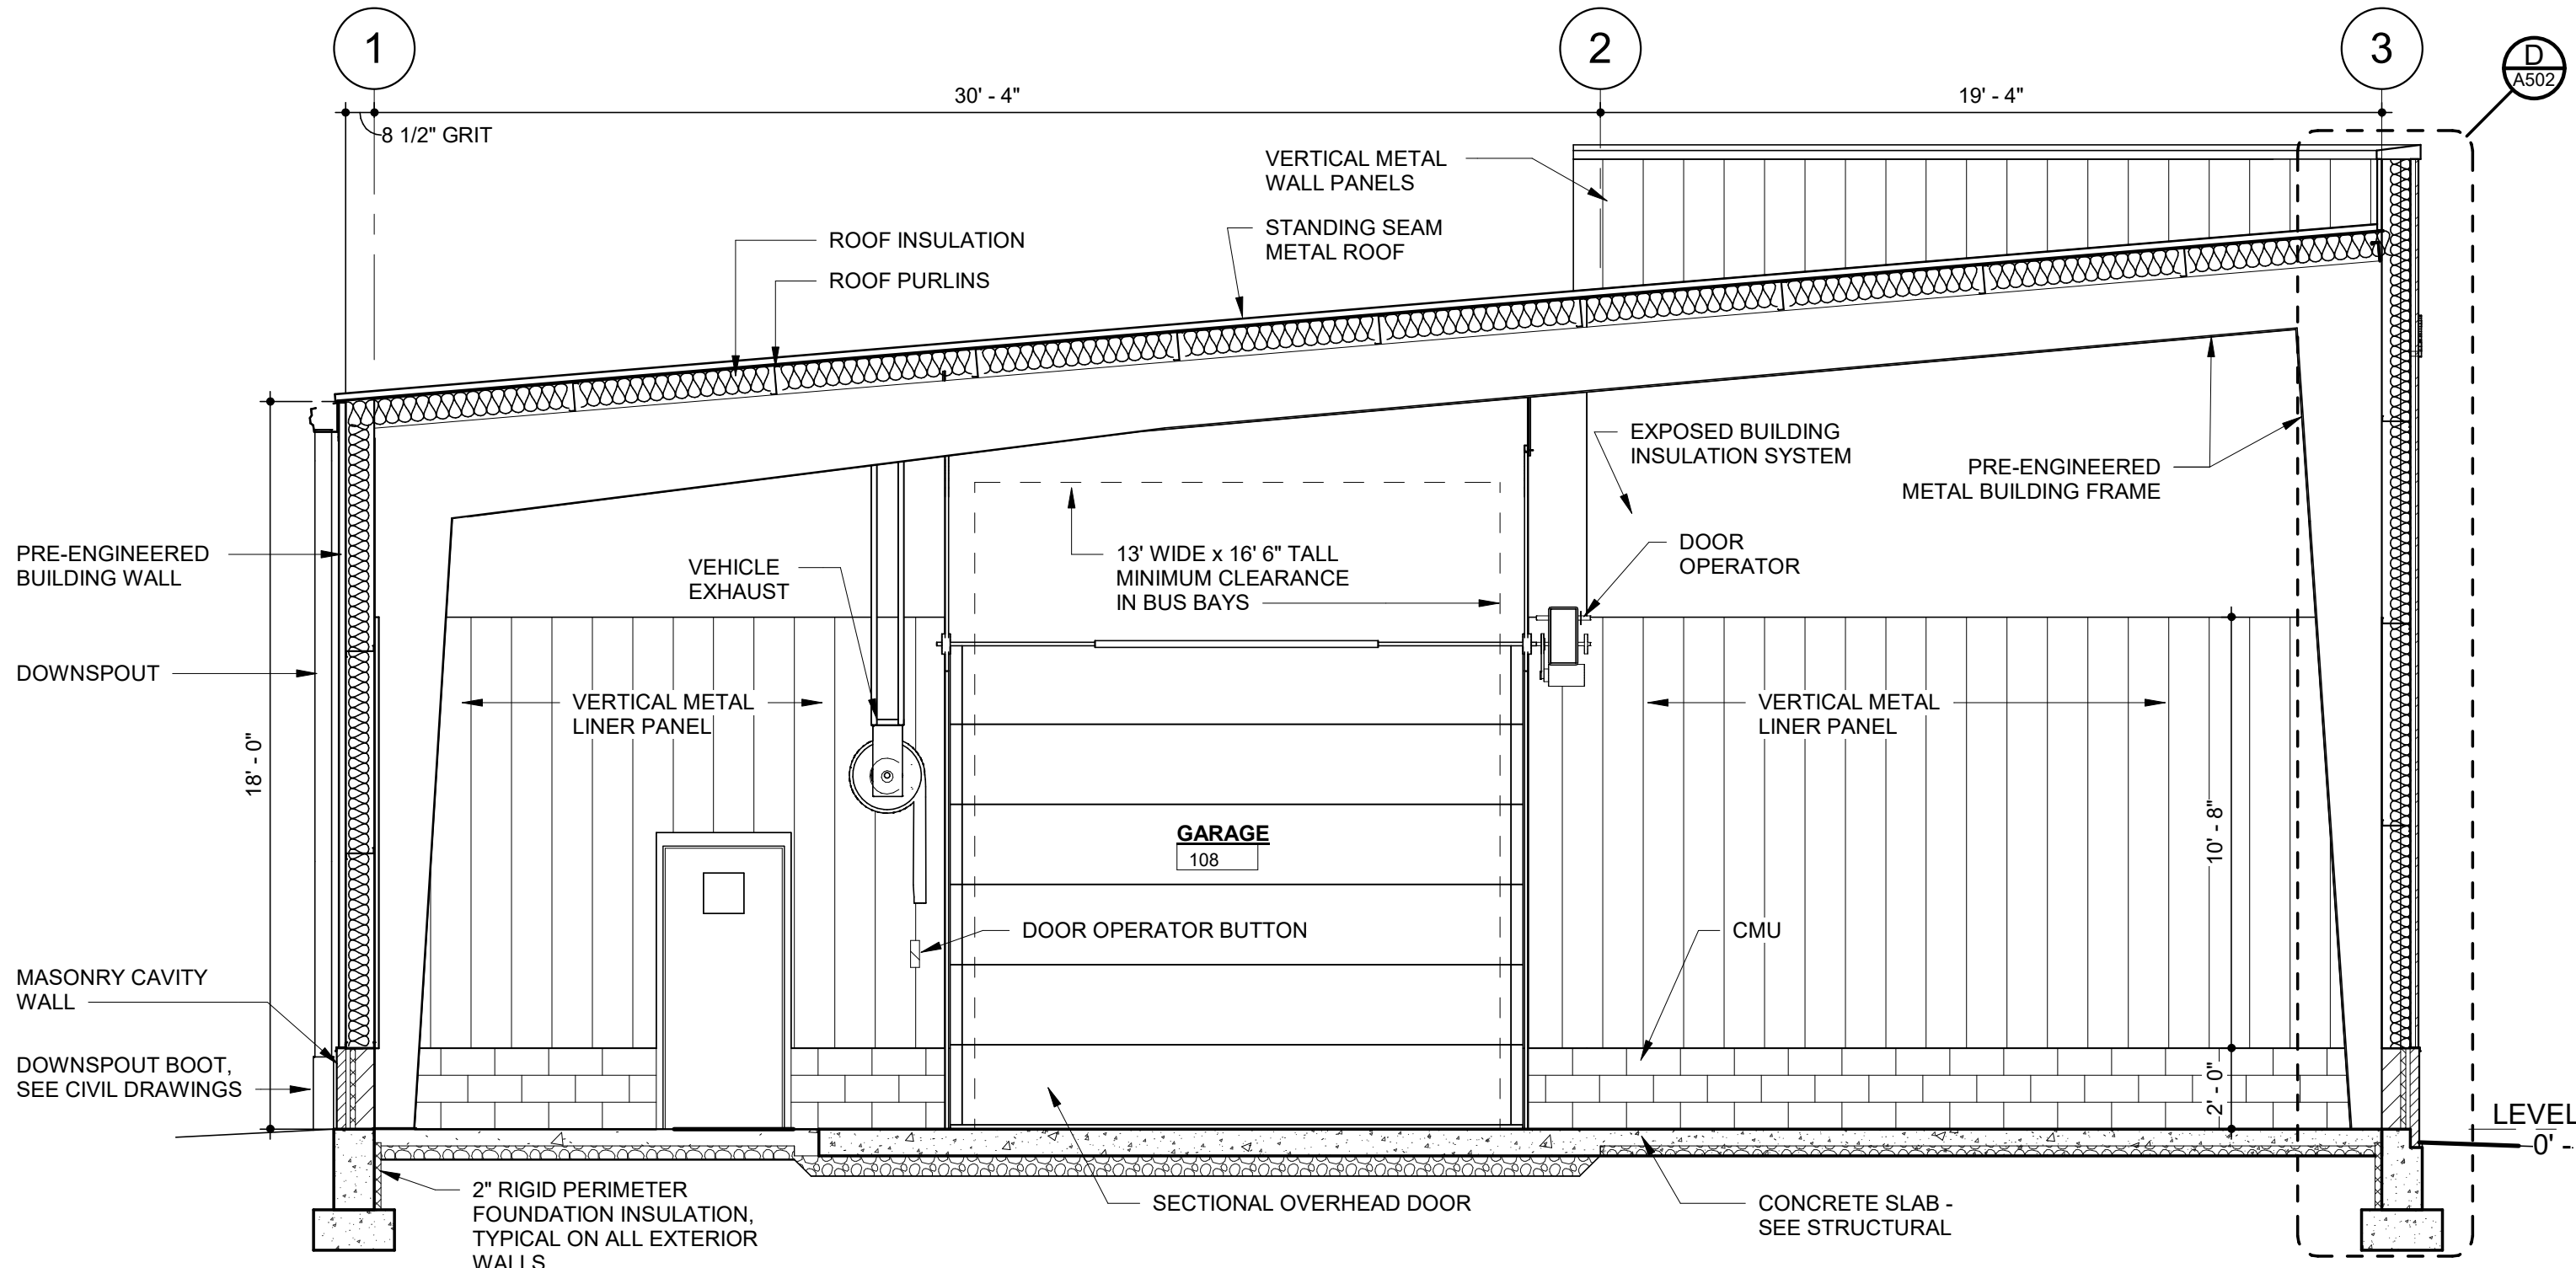 1
2
3
D
A502
30' - 4"
19' - 4"
8 1/2" GRIT
VERTICAL METAL
WALL PANELS
STANDING SEAM
METAL ROOF
ROOF INSULATION
ROOF PURLINS
EXPOSED BUILDING
INSULATION SYSTEM
PRE-ENGINEERED
METAL BUILDING FRAME
PRE-ENGINEERED
BUILDING WALL
VEHICLE
EXHAUST
13' WIDE x 16' 6" TALL
MINIMUM CLEARANCE
IN BUS BAYS
DOOR
OPERATOR
DOWNSPOUT
VERTICAL METAL
LINER PANEL
VERTICAL METAL
LINER PANEL
18' - 0"
10' - 8"
GARAGE
108
DOOR OPERATOR BUTTON
CMU
MASONRY CAVITY
WALL
DOWNSPOUT BOOT,
SEE CIVIL DRAWINGS
2' - 0"
LEVEL
0' -
2" RIGID PERIMETER
FOUNDATION INSULATION,
TYPICAL ON ALL EXTERIOR
WALLS
SECTIONAL OVERHEAD DOOR
CONCRETE SLAB -
SEE STRUCTURAL